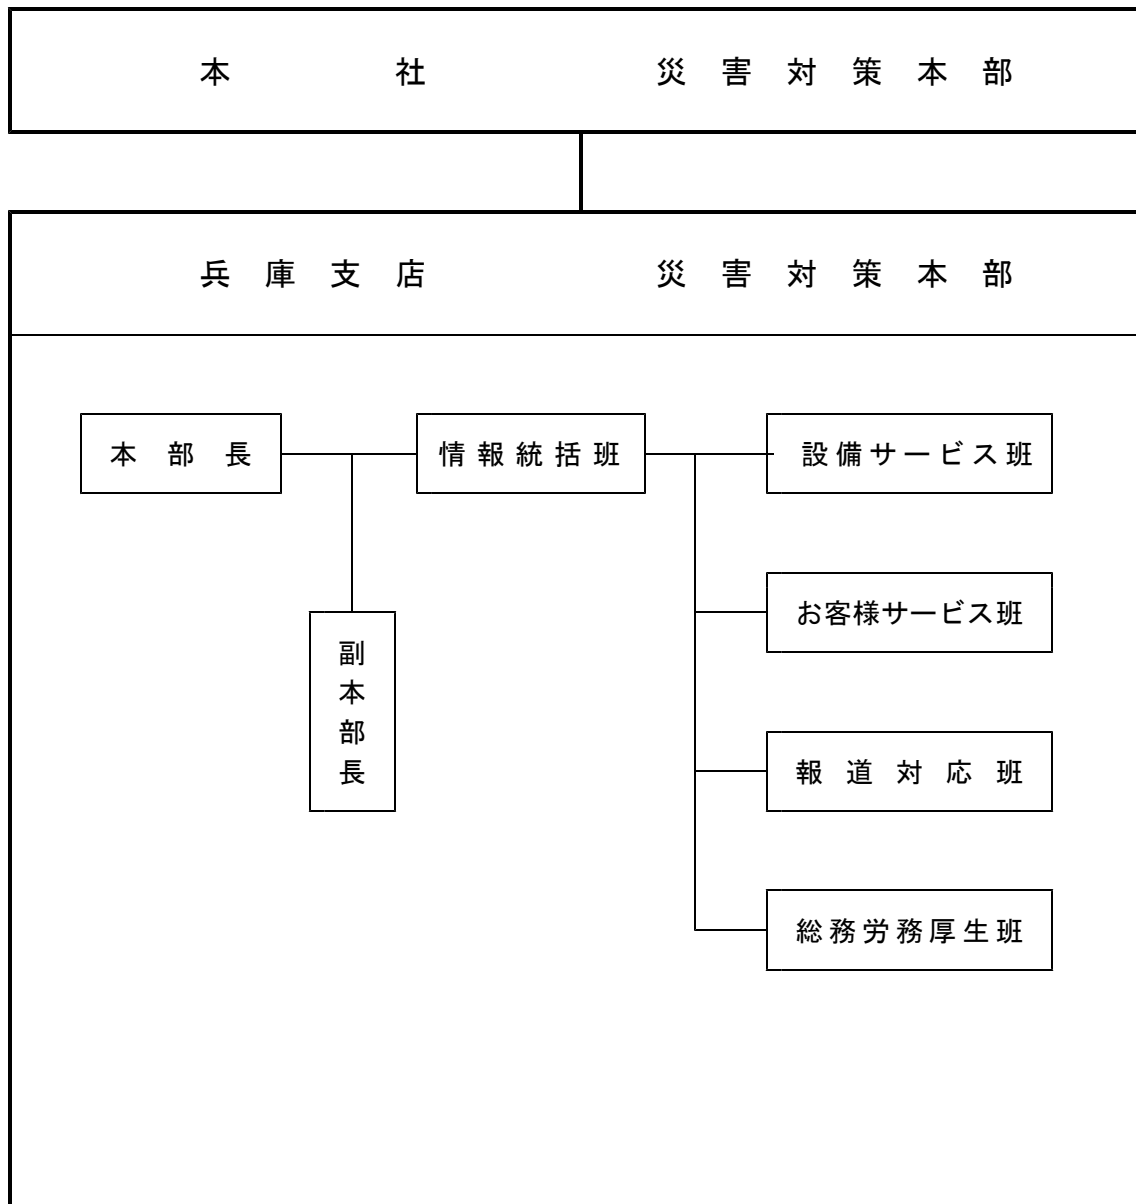 本社 災害対策本部
兵庫支店 災害対策本部
本部長
情報統括班
設備サービス班
お客様サービス班
副本部長
報道対応班
総務労務厚生班